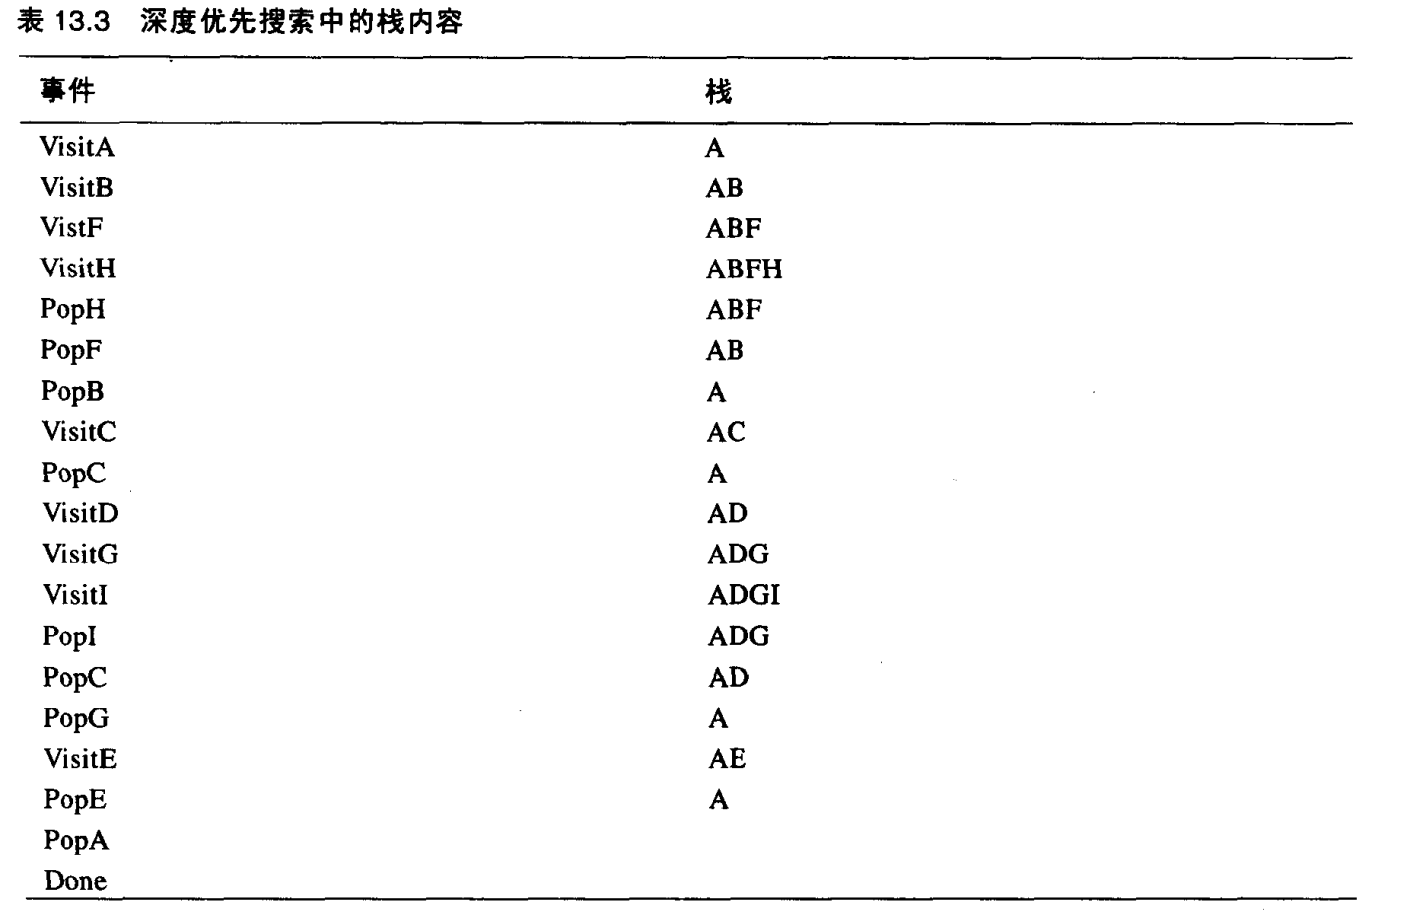 表 13.3 深度优先搜索中的栈内容
事件 栈
VisitA A
VisitB AB
VistF ABF
VisitH ABFH
PopH ABF
PopF AB
PopB A
VisitC AC
PopC A
VisitD AD
VisitG ADG
VisitI ADGI
PopI ADG
PopC AD
PopG A
VisitE AE
PopE A
PopA
Done